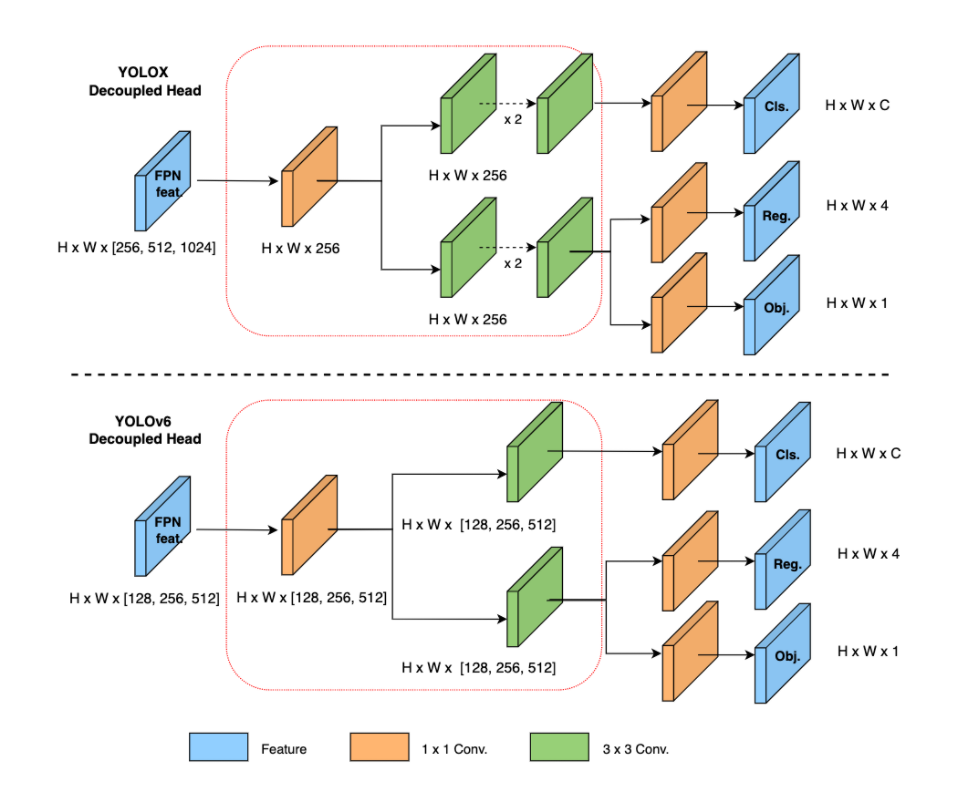 YOLOX
Decoupled Head
FPN
feat.
H x W x [256, 512, 1024]
H x W x 256
x 2
H x W x 256
x 2
H x W x 256
Cls.
H x W x C
Reg.
H x W x 4
Obj.
H x W x 1
YOLOv6
Decoupled Head
FPN
feat.
H x W x [128, 256, 512]
H x W x [128, 256, 512]
H x W x [128, 256, 512]
H x W x [128, 256, 512]
Cls.
H x W x C
Reg.
H x W x 4
Obj.
H x W x 1
Feature
1 x 1 Conv.
3 x 3 Conv.